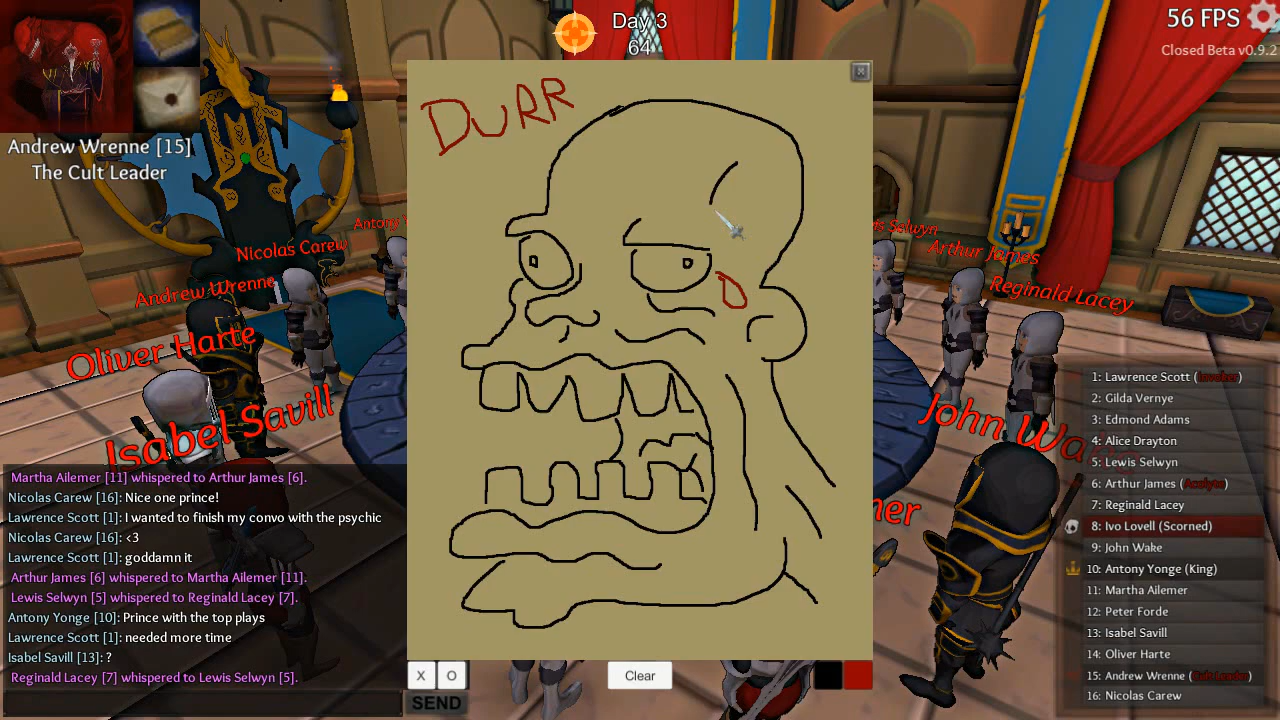 Day 3
64
56 FPS
Closed Beta v0.9.2
Andrew Wrenne [15]
The Cult Leader
DURR
Antony
Nicolas Carew
Andrew Wrenne
Oliver Harte
Isabel Savill
Selwyn
Arthur James
Reginald Lacey
John Wa
Martha Ailemer [11] whispered to Arthur James [6].
Nicolas Carew [16]: Nice one prince!
Lawrence Scott [1]: I wanted to finish my convo with the psychic
Nicolas Carew [16]: <3
Lawrence Scott [1]: goddamn it
Arthur James [6] whispered to Martha Ailemer [11].
Lewis Selwyn [5] whispered to Reginald Lacey [7].
Antony Yonge [10]: Prince with the top plays
Lawrence Scott [1]: needed more time
Isabel Savill [13]: ?
Reginald Lacey [7] whispered to Lewis Selwyn [5].
X O Clear
SEND
1: Lawrence Scott (Invoker)
2: Gilda Vernye
3: Edmond Adams
4: Alice Drayton
5: Lewis Selwyn
6: Arthur James (Acolyte)
7: Reginald Lacey
8: Ivo Lovell (Scorned)
9: John Wake
10: Antony Yonge (King)
11: Martha Ailemer
12: Peter Forde
13: Isabel Savill
14: Oliver Harte
15: Andrew Wrenne (Cult Leader)
16: Nicolas Carew